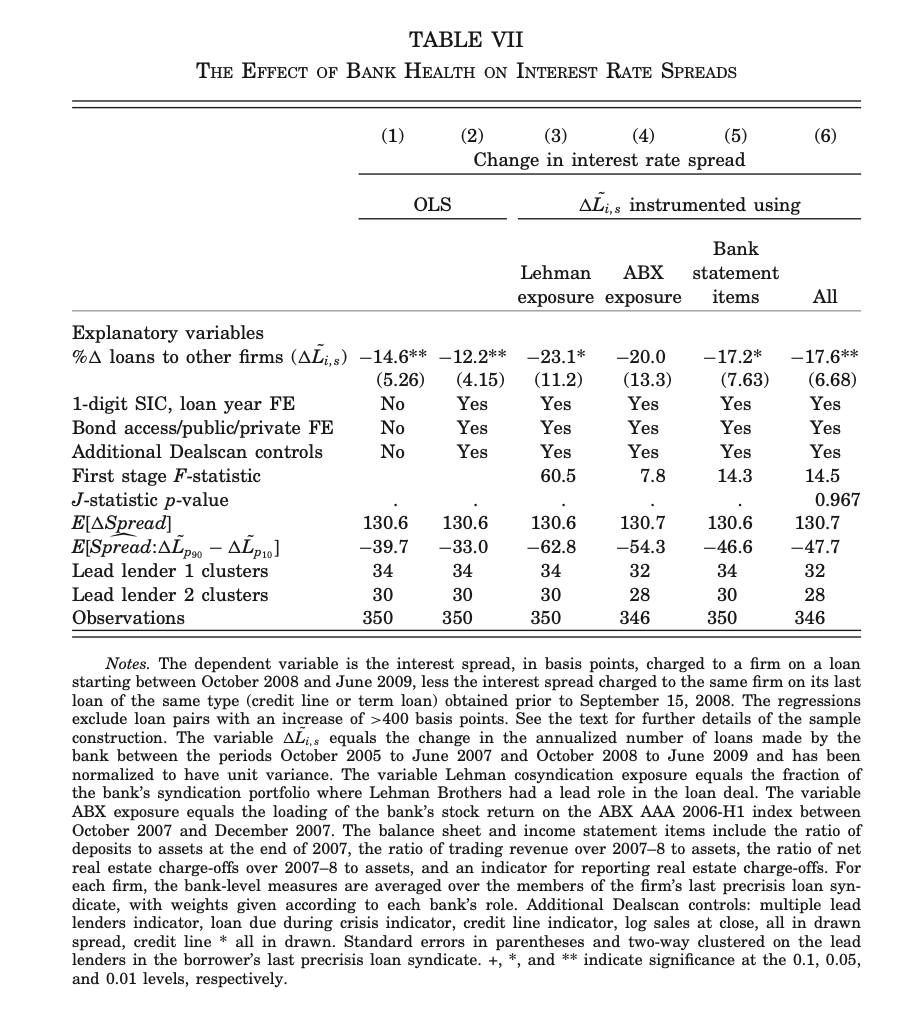 TABLE VII
THE EFFECT OF BANK HEALTH ON INTEREST RATE SPREADS
(1) (2) (3) (4) (5) (6)
Change in interest rate spread
OLS ΔL̃i,s instrumented using
Bank
Lehman ABX statement
exposure exposure items All
Explanatory variables
%Δ loans to other firms (ΔL̃i,s) −14.6** −12.2** −23.1* −20.0 −17.2* −17.6**
(5.26) (4.15) (11.2) (13.3) (7.63) (6.68)
1-digit SIC, loan year FE No Yes Yes Yes Yes Yes
Bond access/public/private FE No Yes Yes Yes Yes Yes
Additional Dealscan controls No Yes Yes Yes Yes Yes
First stage F-statistic 60.5 7.8 14.3 14.5
J-statistic p-value . . . . . 0.967
E[ΔSpread] 130.6 130.6 130.6 130.7 130.6 130.7
E[Spread:ΔL̃p90 − ΔL̃p10] −39.7 −33.0 −62.8 −54.3 −46.6 −47.7
Lead lender 1 clusters 34 34 34 32 34 32
Lead lender 2 clusters 30 30 30 28 30 28
Observations 350 350 350 346 350 346
Notes. The dependent variable is the interest spread, in basis points, charged to a firm on a loan
starting between October 2008 and June 2009, less the interest spread charged to the same firm on its last
loan of the same type (credit line or term loan) obtained prior to September 15, 2008. The regressions
exclude loan pairs with an increase of >400 basis points. See the text for further details of the sample
construction. The variable ΔL̃i,s equals the change in the annualized number of loans made by the
bank between the periods October 2005 to June 2007 and October 2008 to June 2009 and has been
normalized to have unit variance. The variable Lehman cosyndication exposure equals the fraction of
the bank's syndication portfolio where Lehman Brothers had a lead role in the loan deal. The variable
ABX exposure equals the loading of the bank's stock return on the ABX AAA 2006-H1 index between
October 2007 and December 2007. The balance sheet and income statement items include the ratio of
deposits to assets at the end of 2007, the ratio of trading revenue over 2007–8 to assets, the ratio of net
real estate charge-offs over 2007–8 to assets, and an indicator for reporting real estate charge-offs. For
each firm, the bank-level measures are averaged over the members of the firm's last precrisis loan syn-
dicate, with weights given according to each bank's role. Additional Dealscan controls: multiple lead
lenders indicator, loan due during crisis indicator, credit line indicator, log sales at close, all in drawn
spread, credit line * all in drawn. Standard errors in parentheses and two-way clustered on the lead
lenders in the borrower's last precrisis loan syndicate. +, *, and ** indicate significance at the 0.1, 0.05,
and 0.01 levels, respectively.